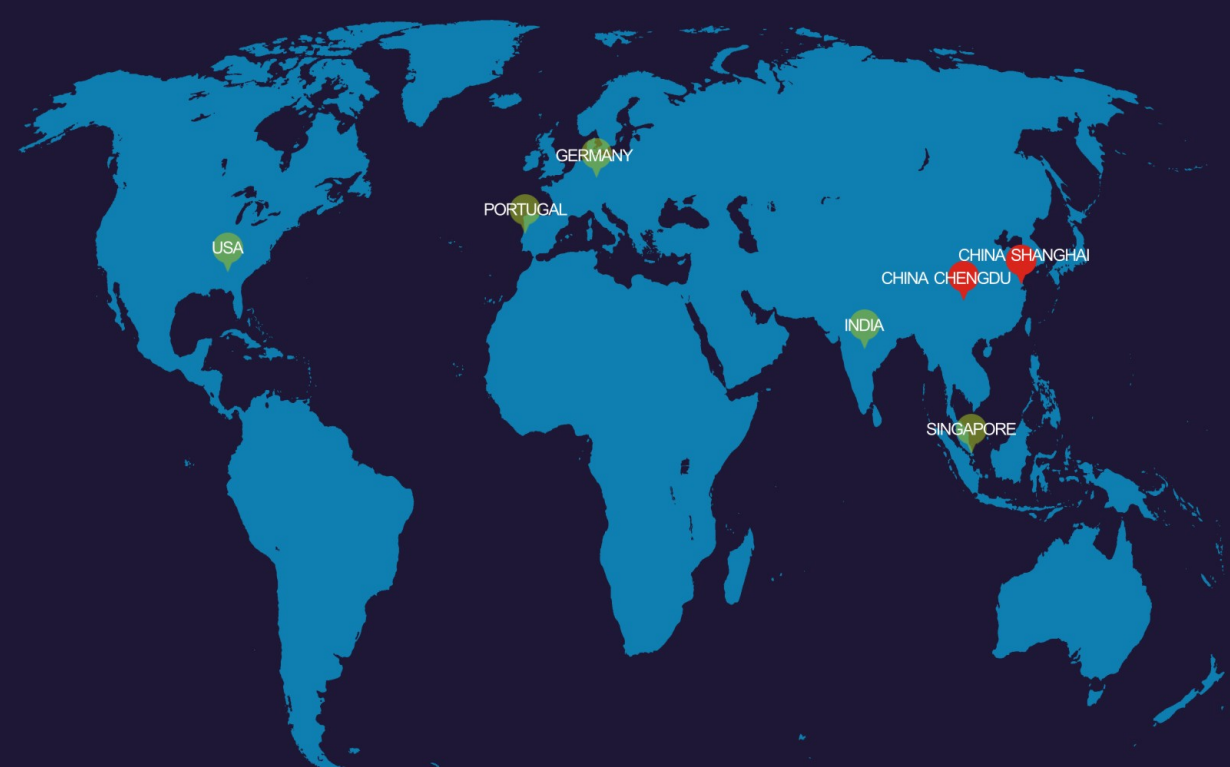 GERMANY
PORTUGAL
USA
CHINA SHANGHAI
CHINA CHENGDU
INDIA
SINGAPORE